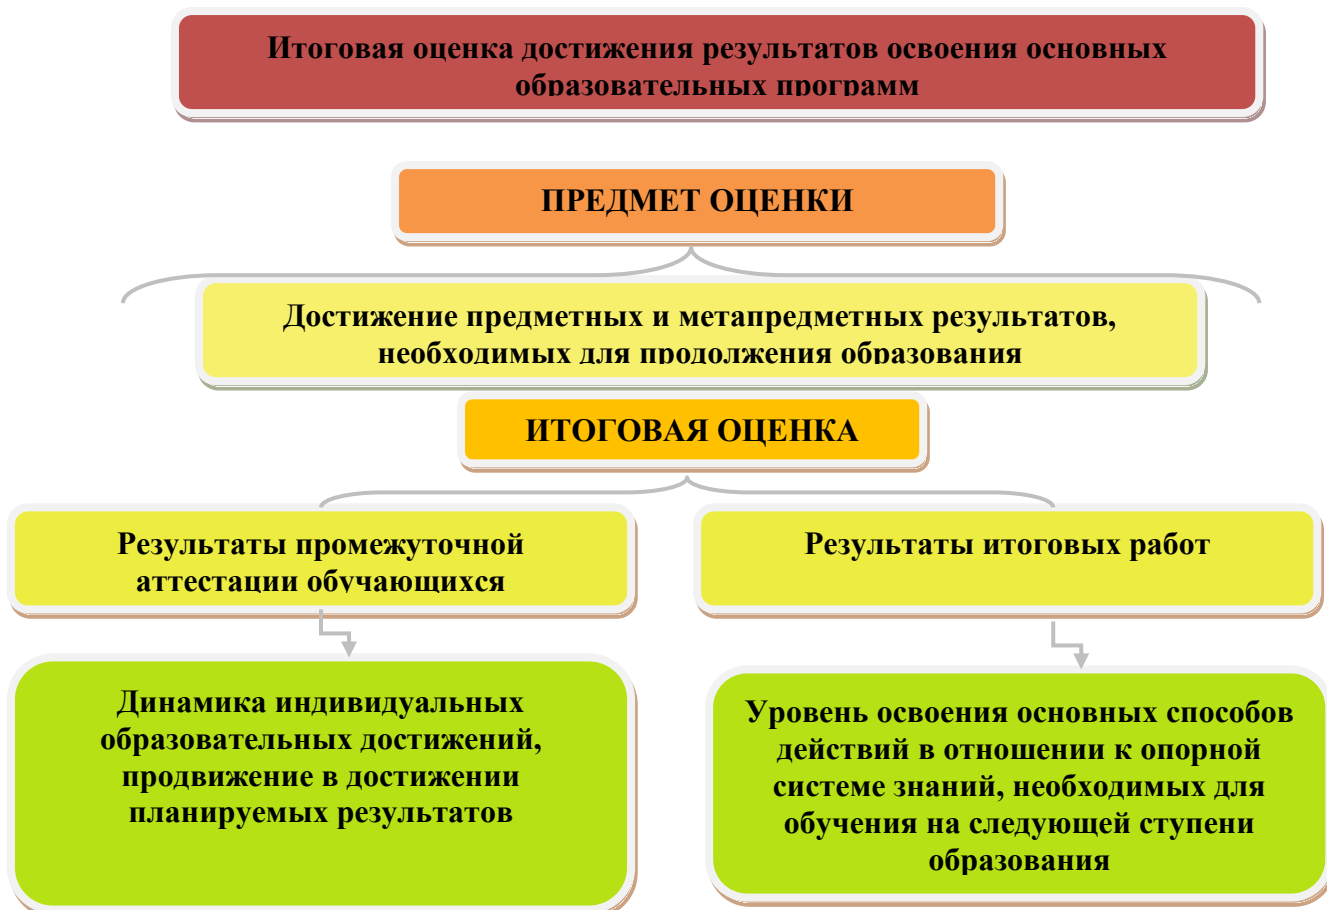 Итоговая оценка достижения результатов освоения основных
образовательных программ
ПРЕДМЕТ ОЦЕНКИ
Достижение предметных и метапредметных результатов,
необходимых для продолжения образования
ИТОГОВАЯ ОЦЕНКА
Результаты промежуточной
аттестации обучающихся
Результаты итоговых работ
Динамика индивидуальных
образовательных достижений,
продвижение в достижении
планируемых результатов
Уровень освоения основных способов
действий в отношении к опорной
системе знаний, необходимых для
обучения на следующей ступени
образования